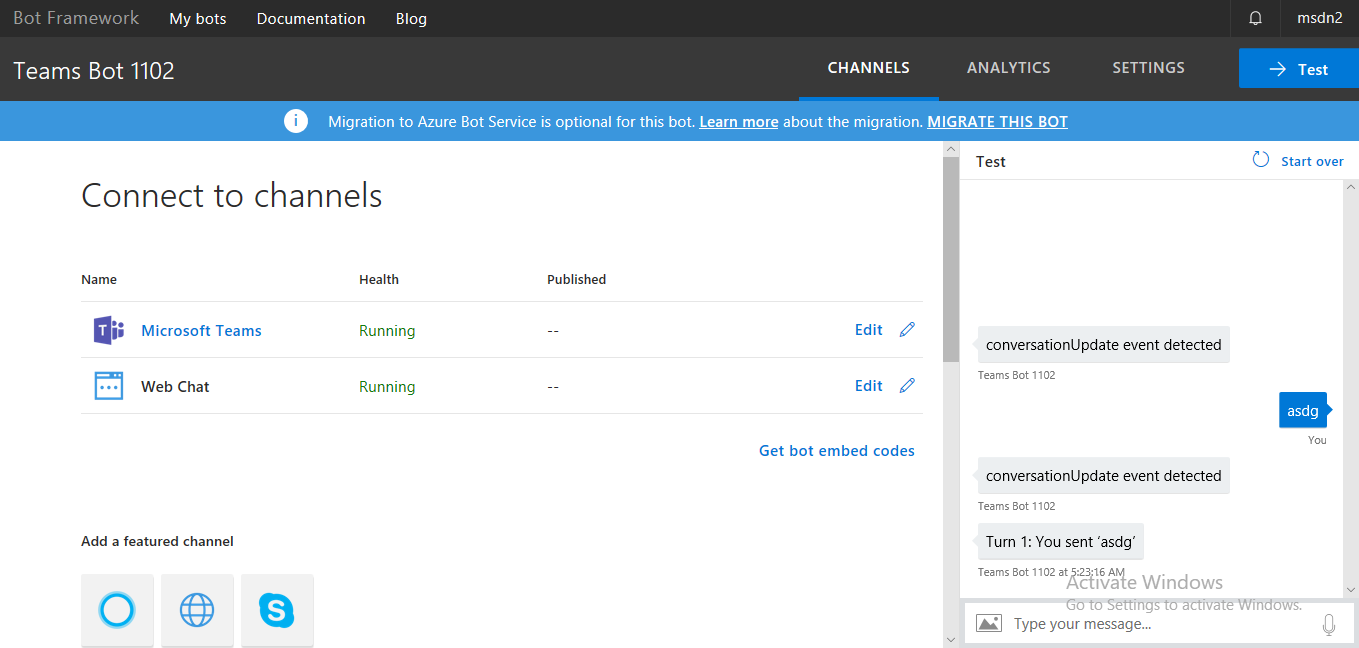 Bot Framework My bots Documentation Blog msdn2
Teams Bot 1102 CHANNELS ANALYTICS SETTINGS Test
Migration to Azure Bot Service is optional for this bot. Learn more about the migration. MIGRATE THIS BOT
Connect to channels
Name Health Published
Microsoft Teams Running -- Edit
Web Chat Running -- Edit
Get bot embed codes
Add a featured channel
Test Start over
conversationUpdate event detected
Teams Bot 1102
asdg
You
conversationUpdate event detected
Teams Bot 1102
Turn 1: You sent ‘asdg’
Teams Bot 1102 at 5:23:16 AM
Activate Windows
Go to Settings to activate Windows.
Type your message...